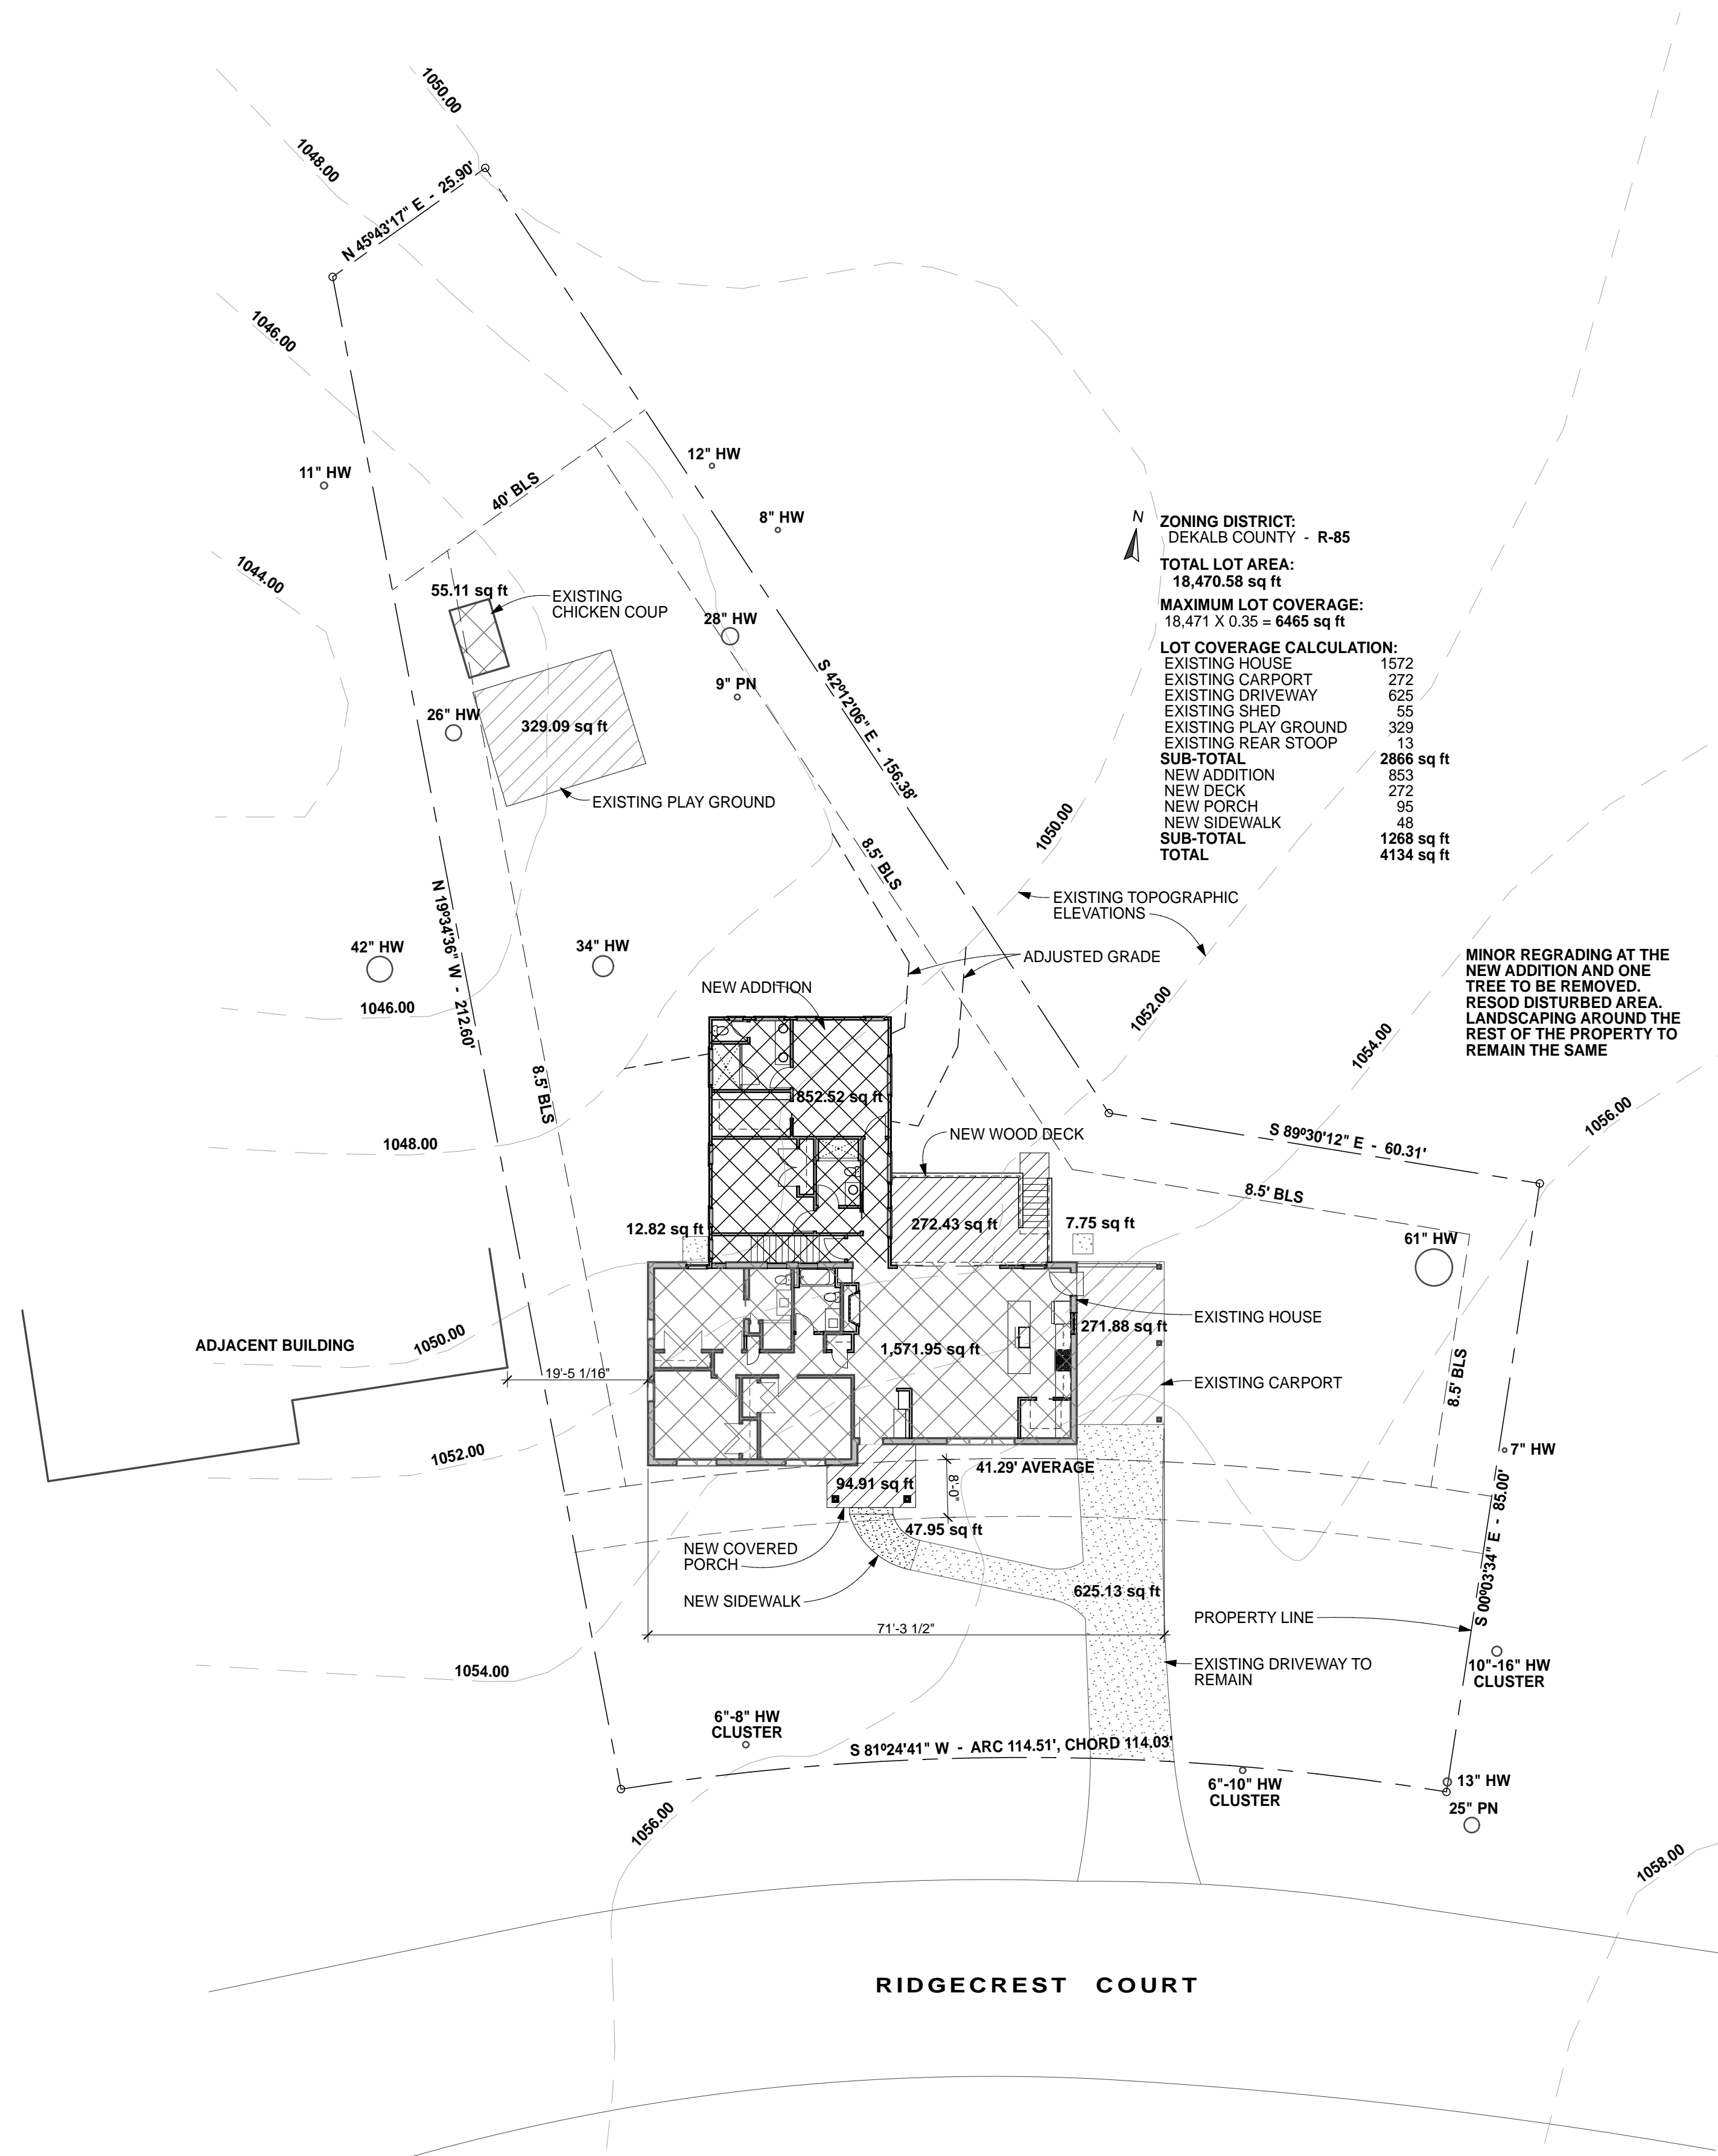 1050.00
1048.00
N 45º43'17" E - 25.90'
1046.00
12" HW
11" HW
40' BLS
8" HW
N
ZONING DISTRICT:
DEKALB COUNTY - R-85
TOTAL LOT AREA:
18,470.58 sq ft
MAXIMUM LOT COVERAGE:
18,471 X 0.35 = 6465 sq ft
LOT COVERAGE CALCULATION:
EXISTING HOUSE 1572
EXISTING CARPORT 272
EXISTING DRIVEWAY 625
EXISTING SHED 55
EXISTING PLAY GROUND 329
EXISTING REAR STOOP 13
SUB-TOTAL 2866 sq ft
NEW ADDITION 853
NEW DECK 272
NEW PORCH 95
NEW SIDEWALK 48
SUB-TOTAL 1268 sq ft
TOTAL 4134 sq ft
1044.00
55.11 sq ft
EXISTING
CHICKEN COUP
28" HW
9" PN
S 42º12'06" E - 156.38'
26" HW
329.09 sq ft
EXISTING PLAY GROUND
1050.00
8.5' BLS
N 19º34'36" W - 212.60'
EXISTING TOPOGRAPHIC
ELEVATIONS
42" HW
34" HW
ADJUSTED GRADE
MINOR REGRADING AT THE
NEW ADDITION AND ONE
TREE TO BE REMOVED.
RESOD DISTURBED AREA.
LANDSCAPING AROUND THE
REST OF THE PROPERTY TO
REMAIN THE SAME
NEW ADDITION
1046.00
1052.00
1054.00
8.5' BLS
852.52 sq ft
1056.00
1048.00
NEW WOOD DECK
S 89º30'12" E - 60.31'
8.5' BLS
12.82 sq ft
272.43 sq ft
7.75 sq ft
61" HW
EXISTING HOUSE
271.88 sq ft
1050.00
ADJACENT BUILDING
1,571.95 sq ft
19'-5 1/16"
EXISTING CARPORT
8.5' BLS
1052.00
7" HW
41.29' AVERAGE
94.91 sq ft
8'-0"
47.95 sq ft
NEW COVERED
PORCH
S 00º03'34" E - 85.00'
625.13 sq ft
NEW SIDEWALK
PROPERTY LINE
71'-3 1/2"
1054.00
EXISTING DRIVEWAY TO
REMAIN
10"-16" HW
CLUSTER
6"-8" HW
CLUSTER
S 81º24'41" W - ARC 114.51', CHORD 114.03'
6"-10" HW
CLUSTER
13" HW
25" PN
1056.00
1058.00
RIDGECREST COURT